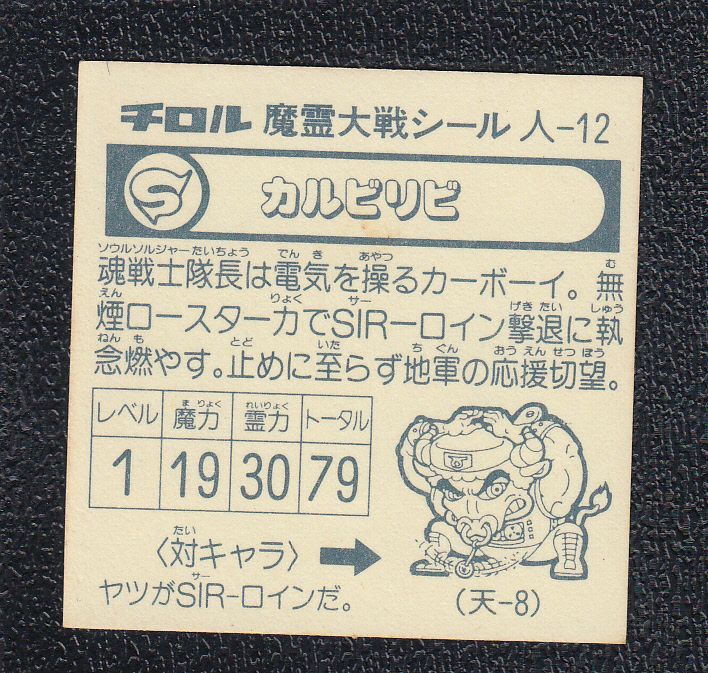 チロル 魔霊大戦シール 人-12
S カルビリビ
ソウルソルジャーたいちょう でんき あやつ む
魂戦士隊長は電気を操るカーボーイ。無
えん りょく サー げきたい しゅう
煙ロースター力でSIR-ロイン撃退に執
ねん も とど いた ち ぐん おうえんせつぼう
念燃やす。止めに至らず地軍の応援切望。
レベル 魔力 霊力 トータル
まりょく れいりょく
1 19 30 79
たい
〈対キャラ〉
サー
ヤツがSIR-ロインだ。
(天-8)